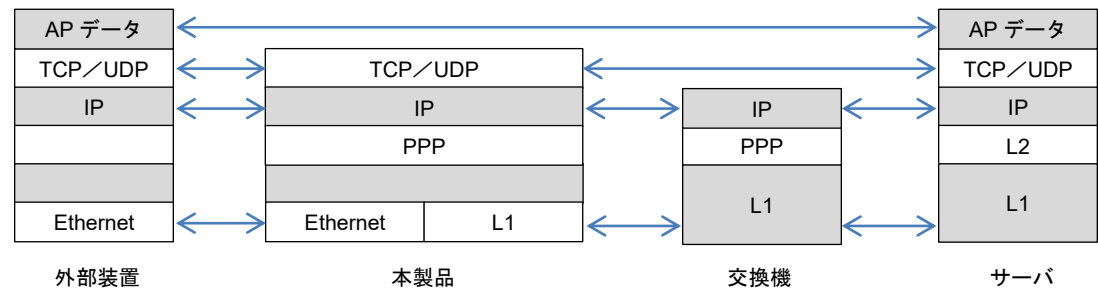 AP データ
TCP／UDP
IP
Ethernet
外部装置
TCP／UDP
IP
PPP
Ethernet
L1
本製品
IP
PPP
L1
交換機
AP データ
TCP／UDP
IP
L2
L1
サーバ